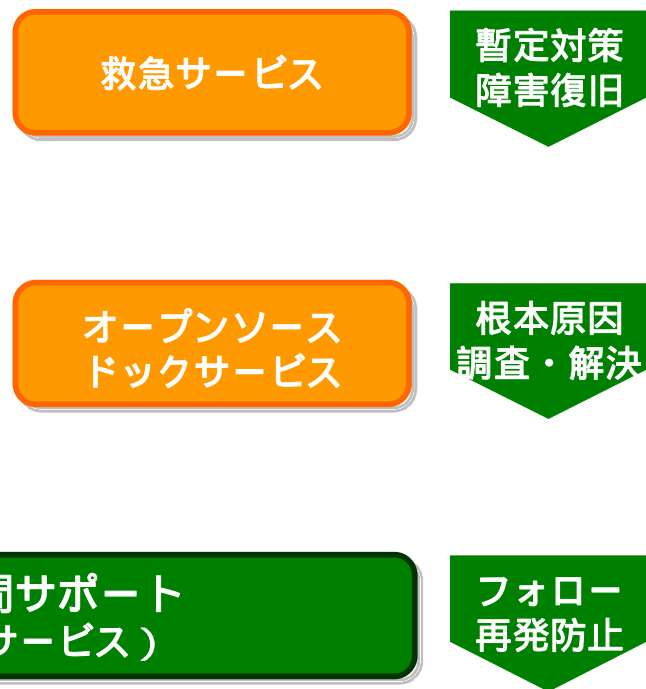 救急サービス
暫定対策
障害復旧
オープンソース
ドックサービス
根本原因
調査・解決
サポート
サービス）
フォロー
再発防止